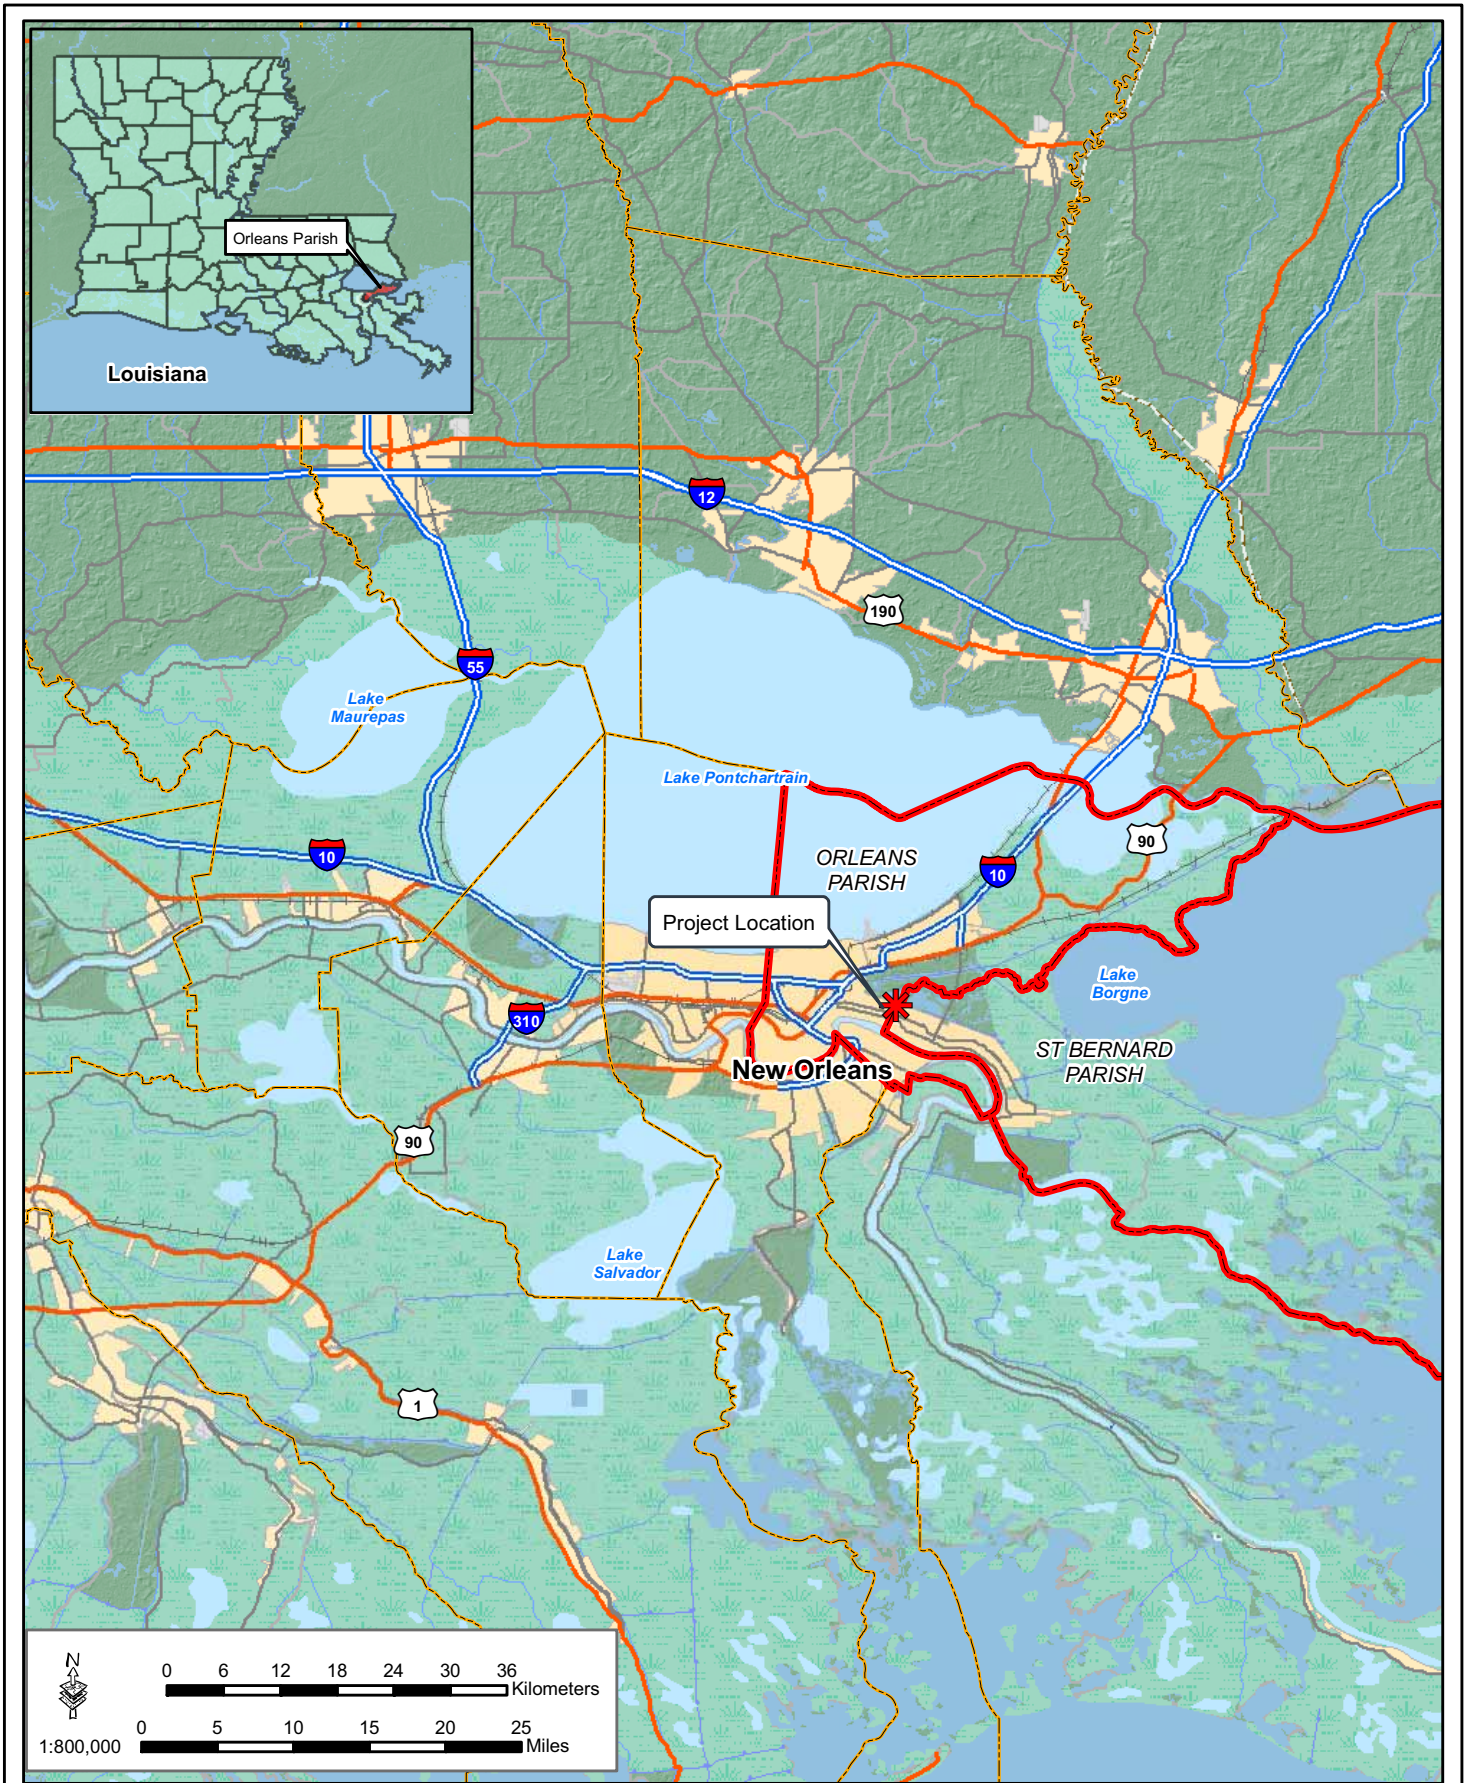 Orleans Parish
Louisiana
12
190
55
Lake
Maurepas
Lake Pontchartrain
10
ORLEANS
PARISH
90
10
Project Location
Lake
Borgne
310
ST BERNARD
PARISH
New Orleans
90
Lake
Salvador
1
N
0 6 12 18 24 30 36
Kilometers
0 5 10 15 20 25
1:800,000
Miles